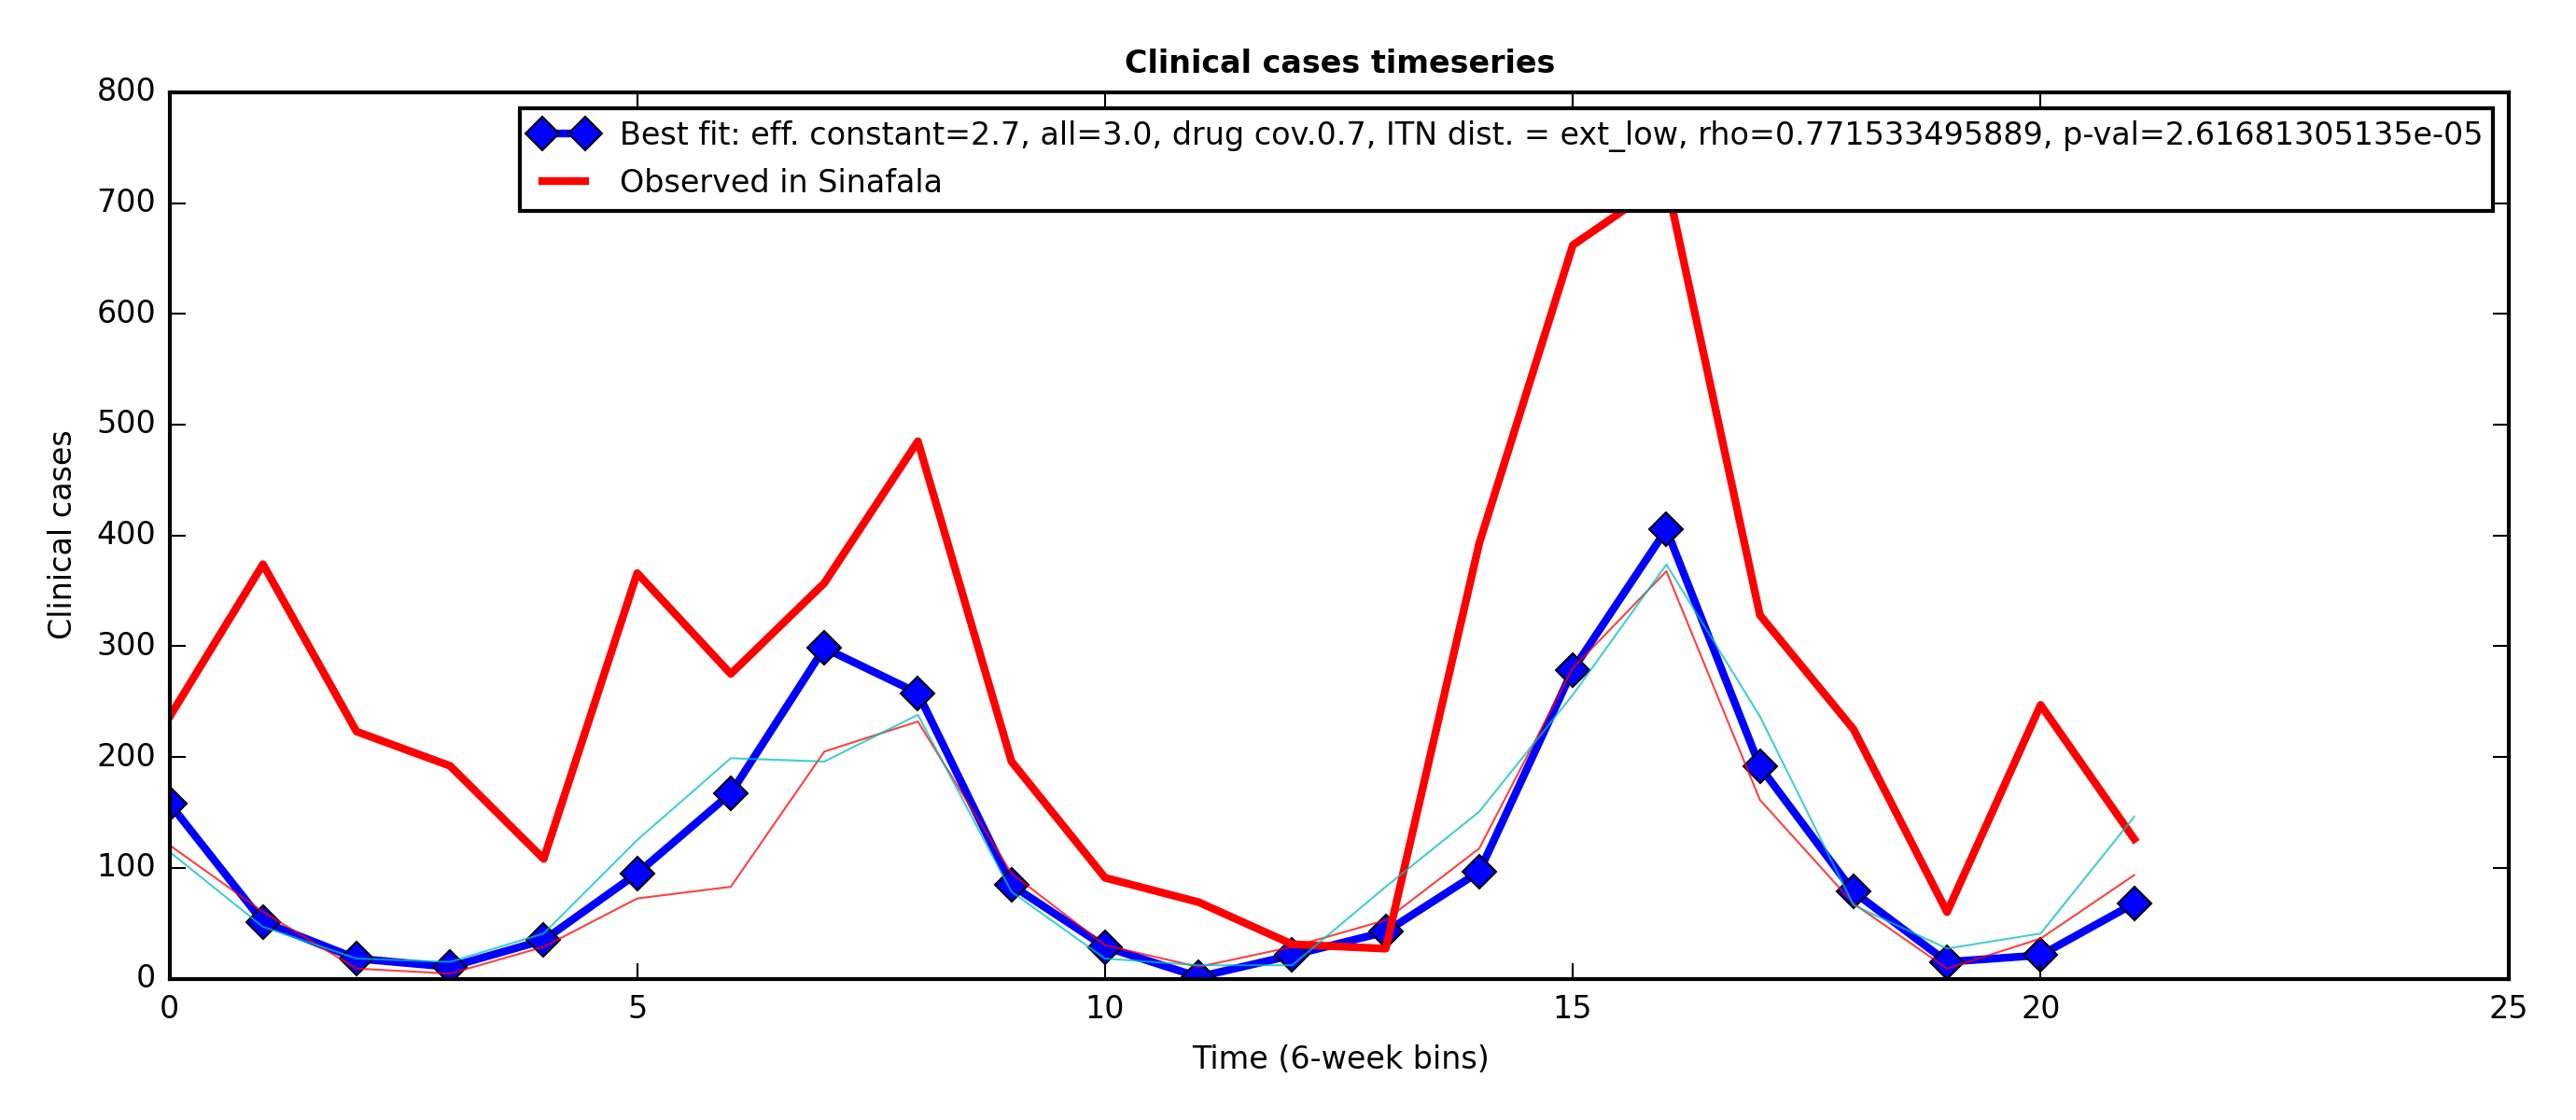 Clinical cases timeseries
Best fit: eff. constant=2.7, all=3.0, drug cov.0.7, ITN dist. = ext_low, rho=0.771533495889, p-val=2.61681305135e-05
Observed in Sinafala
800
700
600
500
400
300
200
100
0
Clinical cases
0 5 10 15 20 25
Time (6-week bins)